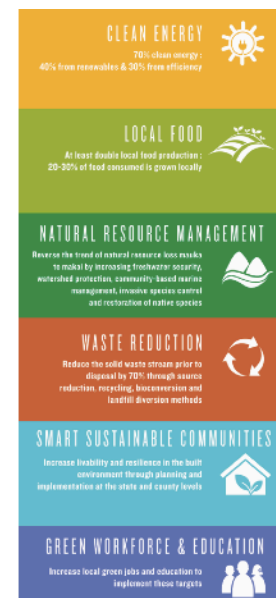 CLEAN ENERGY
70% clean energy :
40% from renewables & 30% from efficiency
LOCAL FOOD
At least double local food production :
20-30% of food consumed is grown locally
NATURAL RESOURCE MANAGEMENT
Reverse the trend of natural resource loss mauka
to makai by increasing freshwater security,
watershed protection, community-based marine
management, invasive species control
and restoration of native species
WASTE REDUCTION
Reduce the solid waste stream prior to
disposal by 70% through source
reduction, recycling, bioconversion and
landfill diversion methods
SMART SUSTAINABLE COMMUNITIES
Increase livability and resilience in the built
environment through planning and
implementation at the state and county levels
GREEN WORKFORCE & EDUCATION
Increase local green jobs and education to
implement these targets